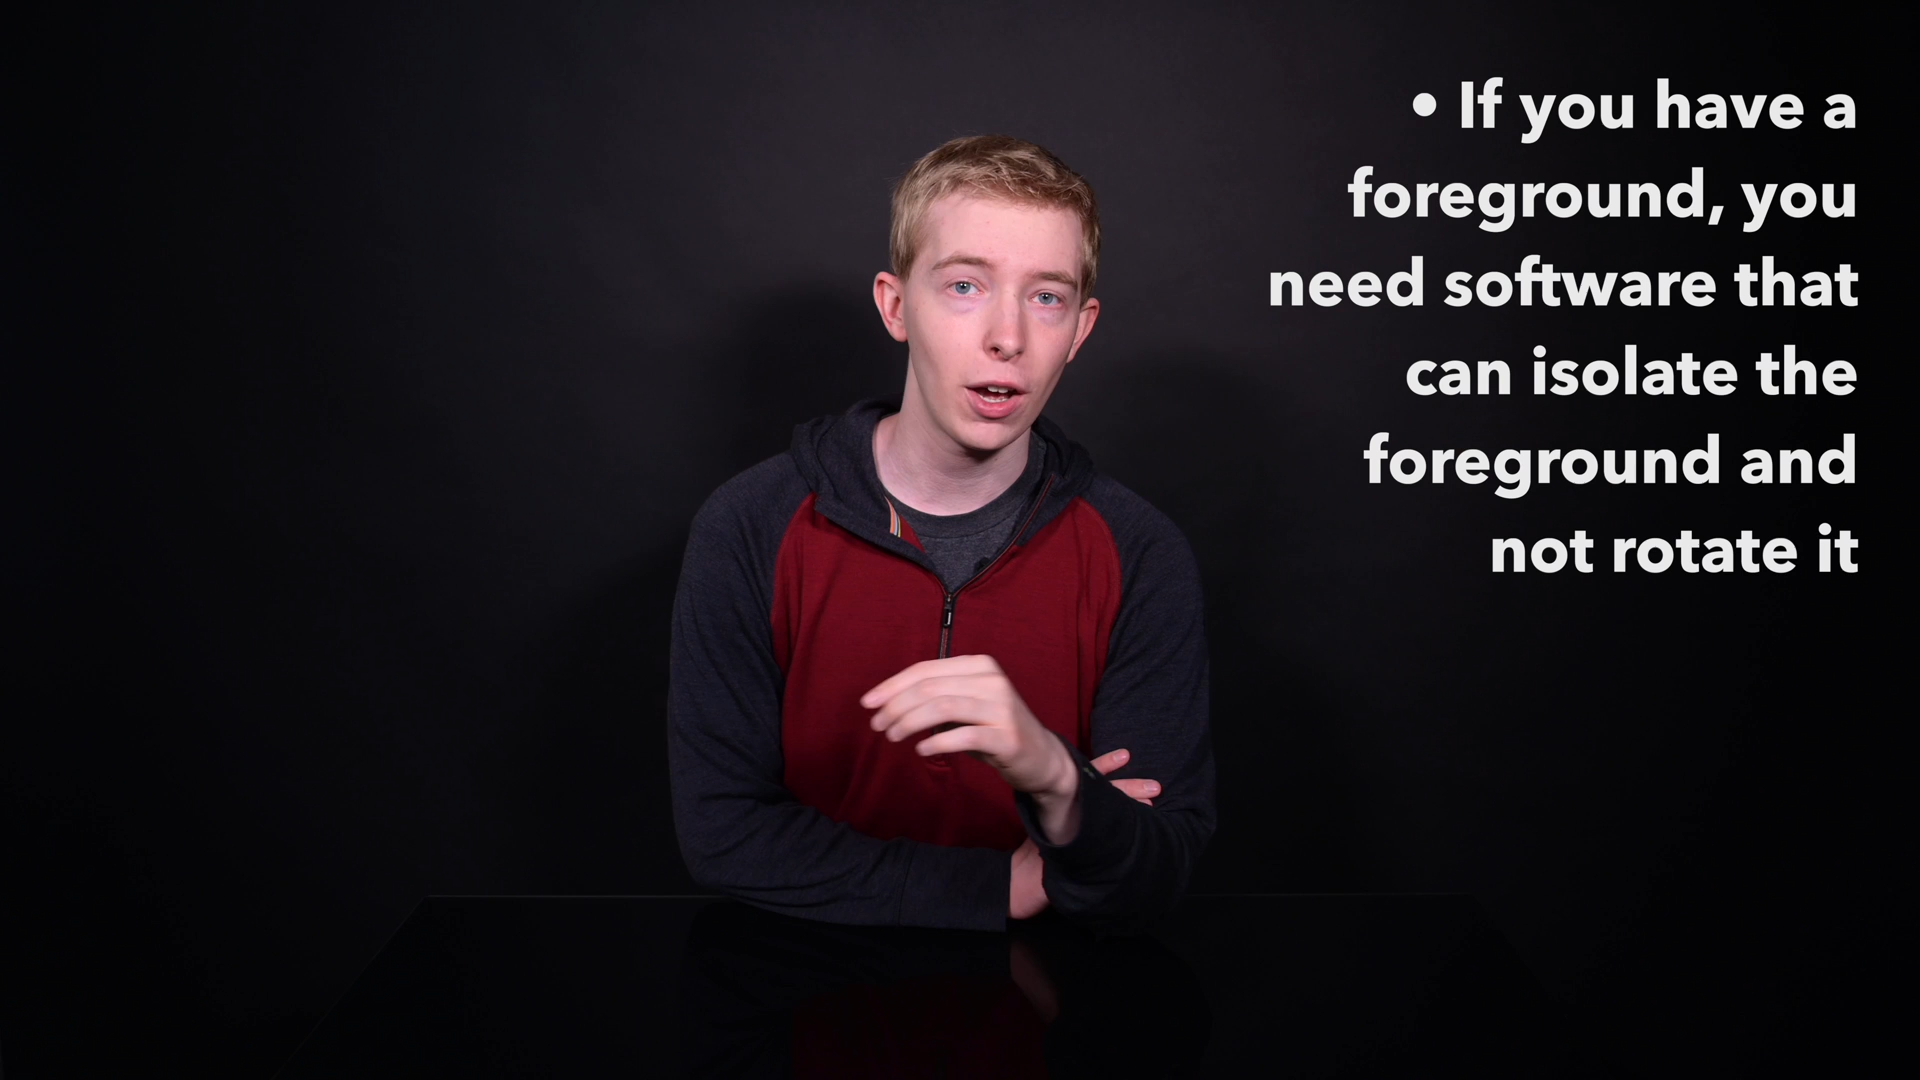 • If you have a
foreground, you
need software that
can isolate the
foreground and
not rotate it